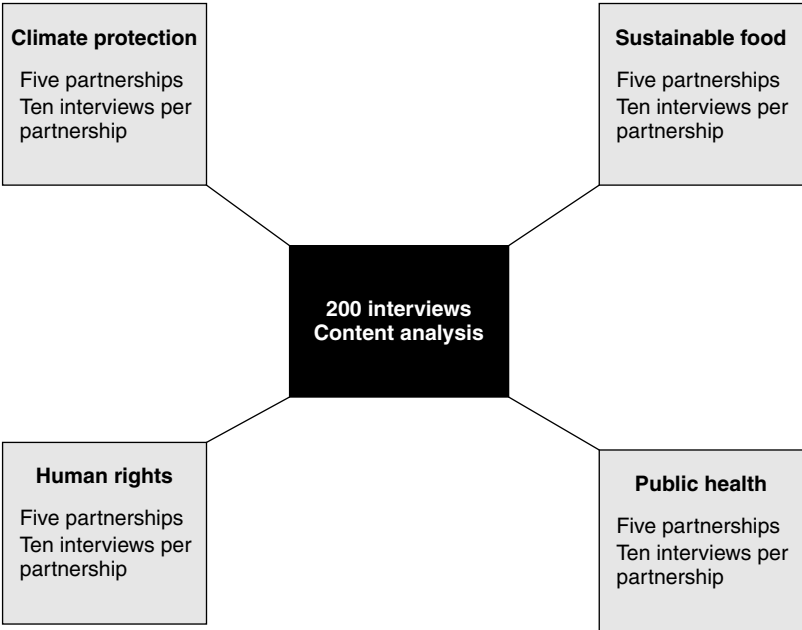 Climate protection
Five partnerships
Ten interviews per
partnership
Sustainable food
Five partnerships
Ten interviews per
partnership
200 interviews
Content analysis
Human rights
Five partnerships
Ten interviews per
partnership
Public health
Five partnerships
Ten interviews per
partnership